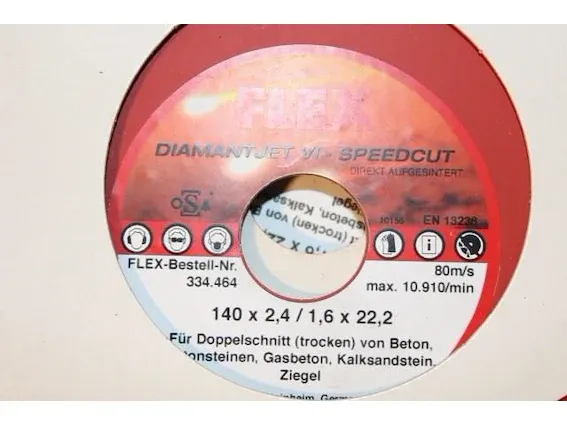 FLEX
DIAMANTJET VI - SPEEDCUT
DIREKT AUFGESINTERT
OSA
EN 13236
FLEX-Bestell-Nr.
334.464
80m/s
max. 10.910/min
140 x 2,4 / 1,6 x 22,2
Für Doppelschnitt (trocken) von Beton,
onsteinen, Gasbeton, Kalksandstein,
Ziegel